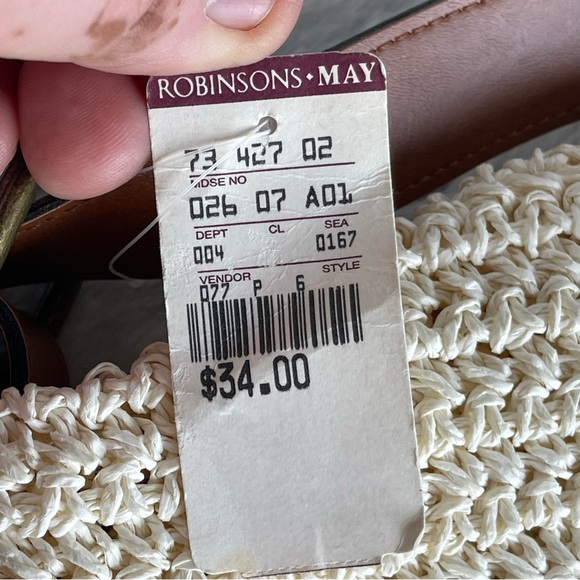 ROBINSONS·MAY
73 427 02
MDSE NO
026 07 A01
DEPT CL SEA
004 0167
VENDOR STYLE
077 P 6
$34.00